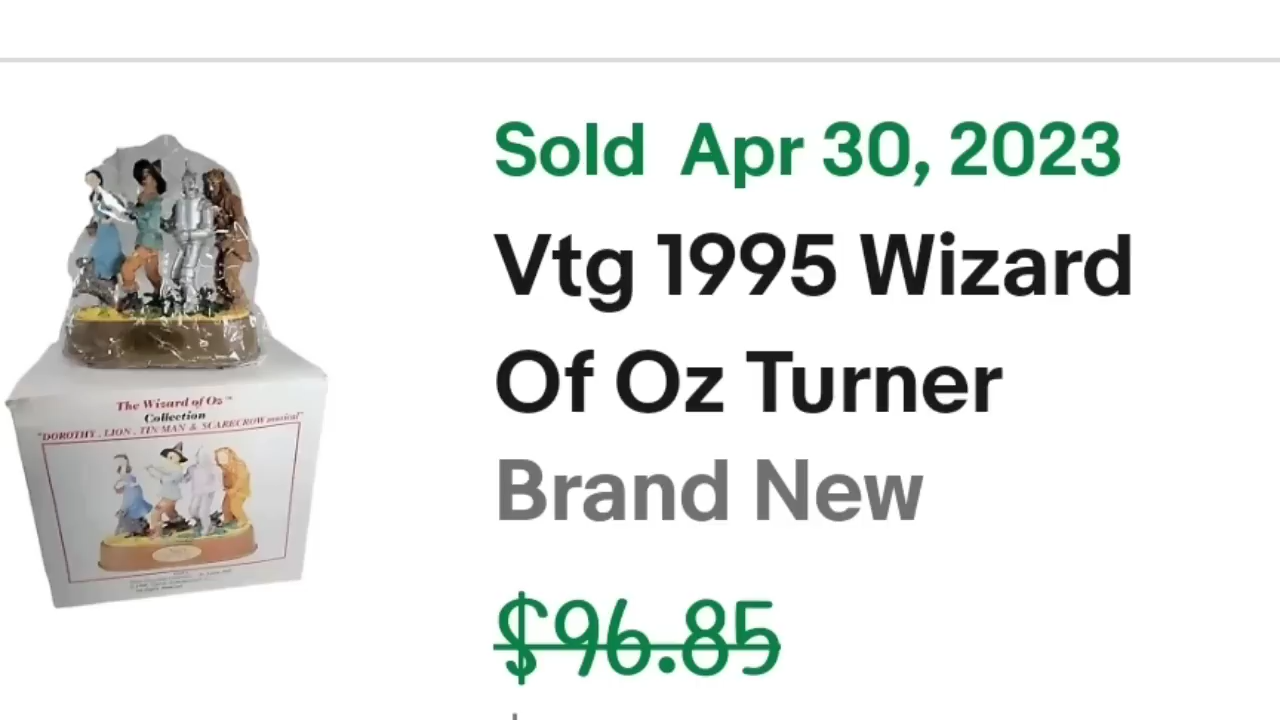 Sold Apr 30, 2023
Vtg 1995 Wizard
Of Oz Turner
Brand New
$96.85
The Wizard of Oz™
Collection
"DOROTHY . LION . TIN MAN & SCARECROW musical"